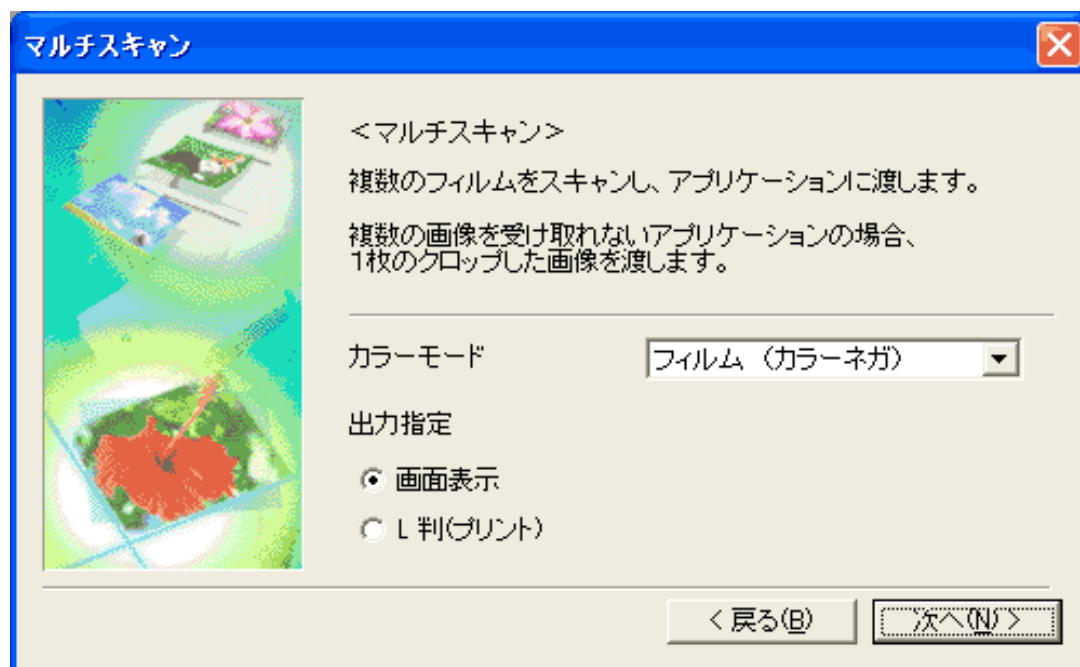 マルチスキャン
＜マルチスキャン＞
複数のフィルムをスキャンし、アプリケーションに渡します。
複数の画像を受け取れないアプリケーションの場合、
1枚のクロップした画像を渡します。
カラーモード
フィルム （カラーネガ）
出力指定
画面表示
L 判(プリント)
< 戻る(B)
次へ(N) >